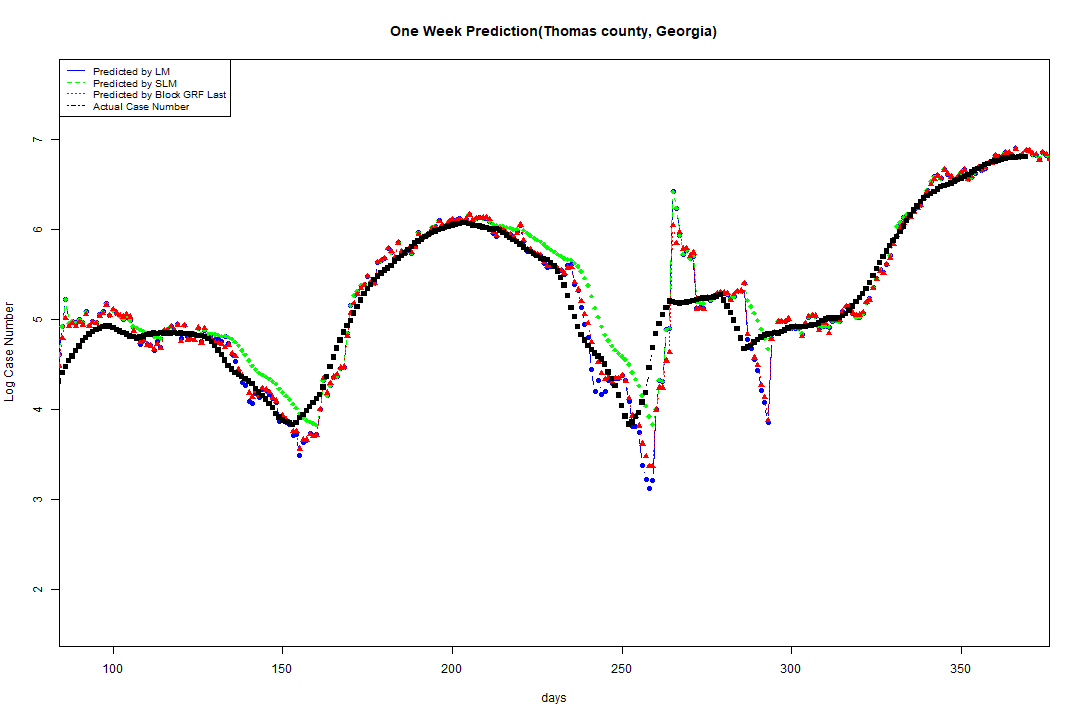 One Week Prediction(Thomas county, Georgia)
Predicted by LM
Predicted by SLM
Predicted by Block GRF Last
Actual Case Number
Log Case Number
7
6
5
4
3
2
100 150 200 250 300 350
days